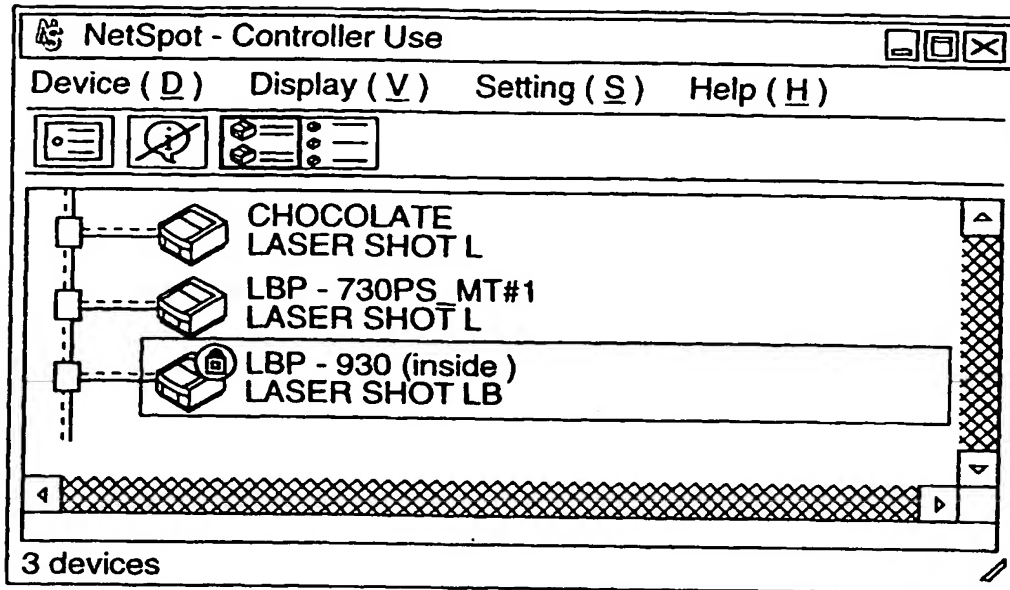 NetSpot - Controller Use
Device ( D ) Display ( V ) Setting ( S ) Help ( H )
CHOCOLATE
LASER SHOT L
LBP - 730PS_MT#1
LASER SHOT L
LBP - 930 (inside )
LASER SHOT LB
3 devices